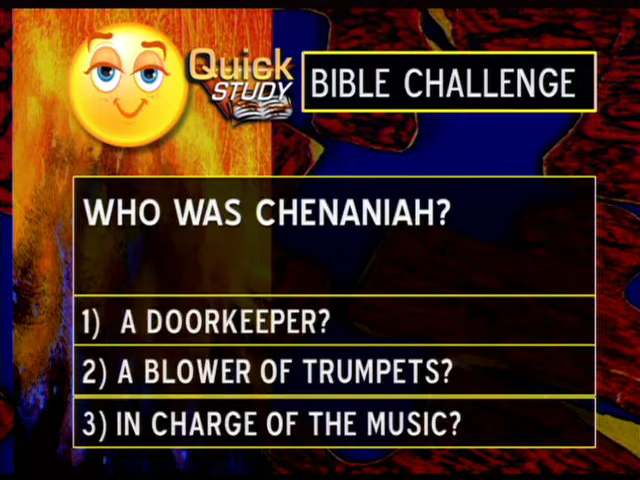 Quick
STUDY
BIBLE CHALLENGE
WHO WAS CHENANIAH?
1) A DOORKEEPER?
2) A BLOWER OF TRUMPETS?
3) IN CHARGE OF THE MUSIC?